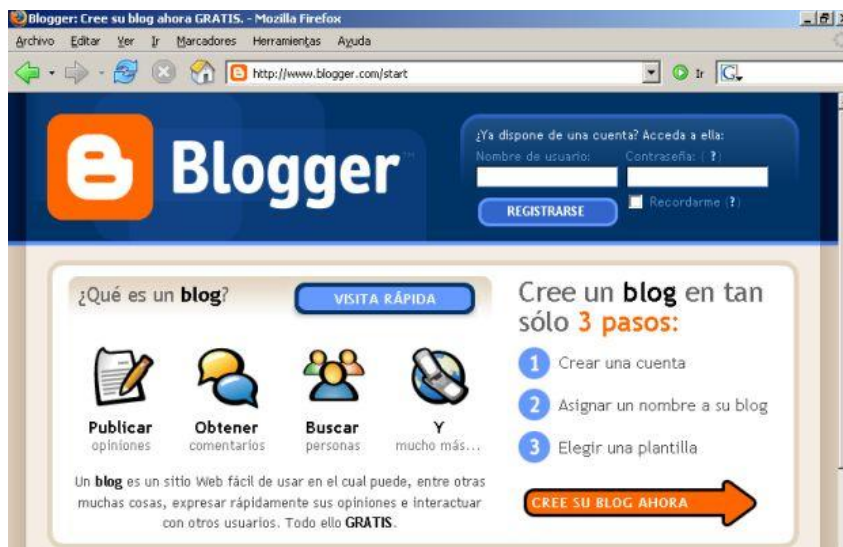 Blogger: Cree su blog ahora GRATIS. - Mozilla Firefox
Archivo Editar Ver Ir Marcadores Herramientas Ayuda
http://www.blogger.com/start Ir
Blogger™
¿Ya dispone de una cuenta? Acceda a ella:
Nombre de usuario: Contraseña: (?)
REGISTRARSE Recordarme (?)
¿Qué es un blog? VISITA RÁPIDA
Publicar Obtener Buscar Y
opiniones comentarios personas mucho más...
Un blog es un sitio Web fácil de usar en el cual puede, entre otras
muchas cosas, expresar rápidamente sus opiniones e interactuar
con otros usuarios. Todo ello GRATIS.
Cree un blog en tan
sólo 3 pasos:
1 Crear una cuenta
2 Asignar un nombre a su blog
3 Elegir una plantilla
CREE SU BLOG AHORA